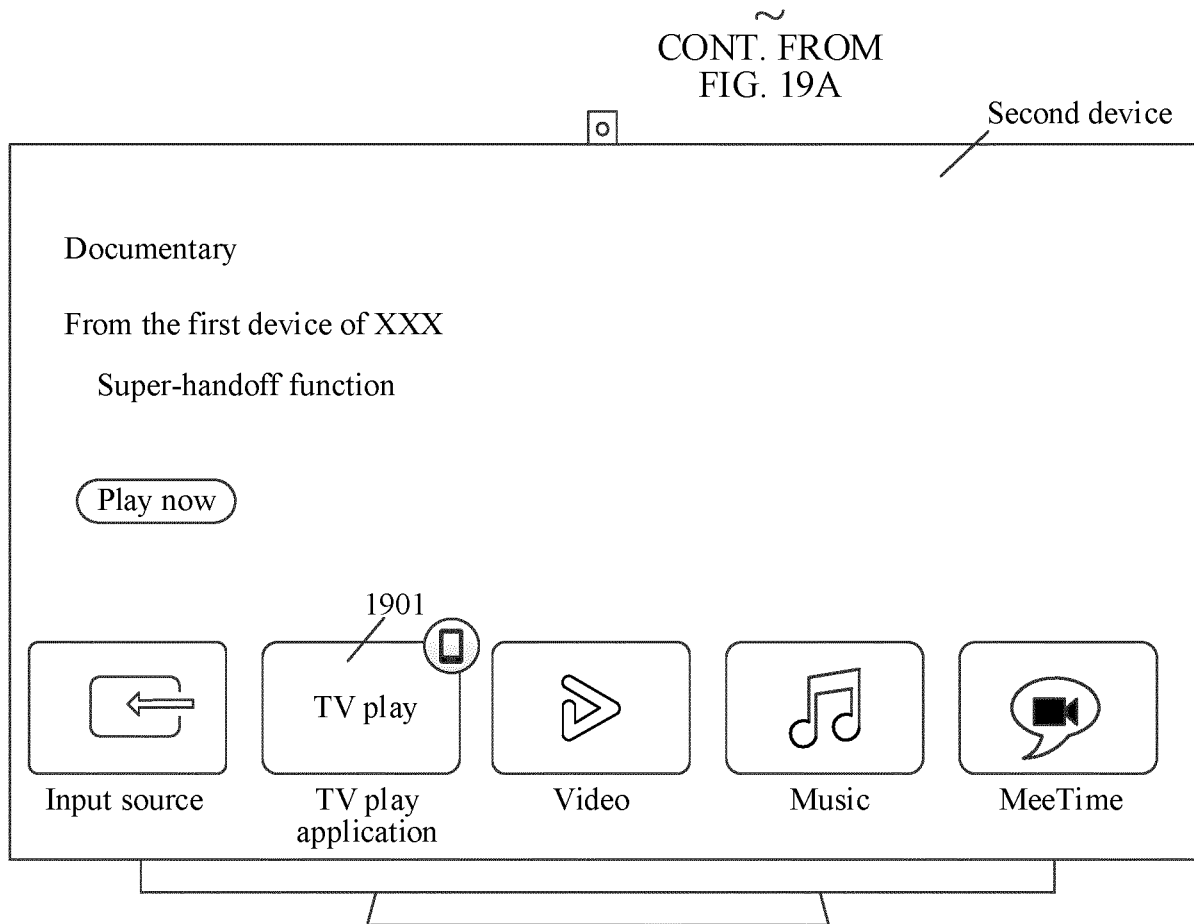 ~
CONT. FROM
FIG. 19A
Second device
Documentary
From the first device of XXX
Super-handoff function
Play now
1901
TV play
Input source
TV play
application
Video
Music
MeeTime